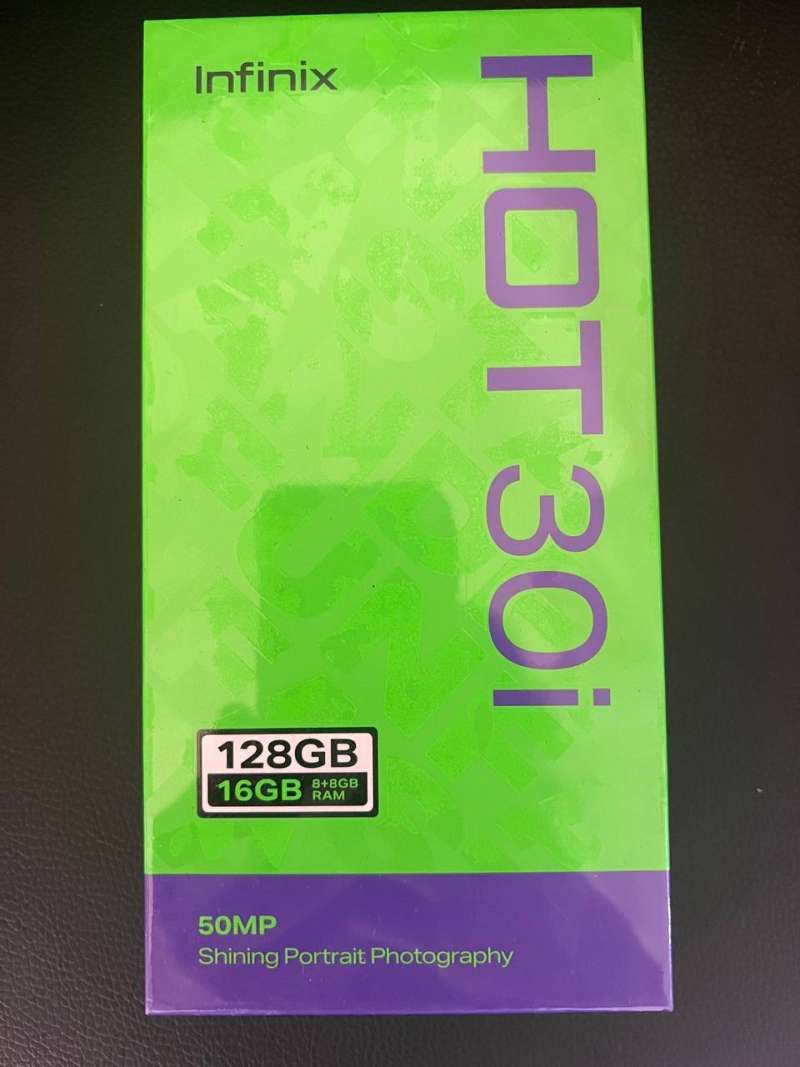 Infinix
HOT 30i
128GB
16GB 8+8GB
RAM
50MP
Shining Portrait Photography